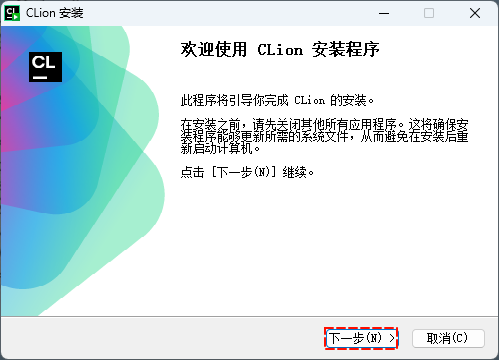 CLion 安装
CL
欢迎使用 CLion 安装程序
此程序将引导你完成 CLion 的安装。
在安装之前，请先关闭其他所有应用程序。这将确保安
装程序能够更新所需的系统文件，从而避免在安装后重
新启动计算机。
点击 [下一步(N)] 继续。
下一步(N) >
取消(C)